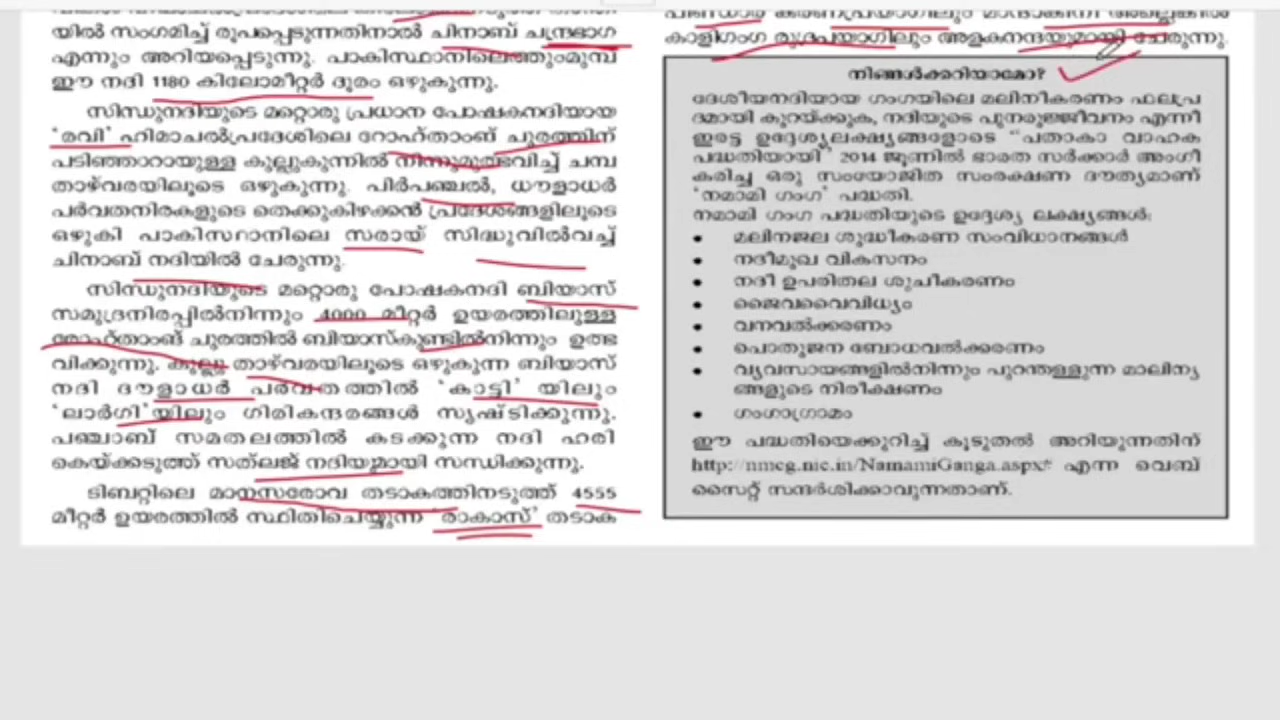 യിൽ സംഗമിച്ച് രൂപപ്പെടുന്നതിനാൽ ചിനാബ് ചന്ദ്രഭാഗ
എന്നും അറിയപ്പെടുന്നു. പാകിസ്ഥാനിലെത്തുംമുമ്പ്
ഈ നദി 1180 കിലോമീറ്റർ ദൂരം ഒഴുകുന്നു.
സിന്ധുനദിയുടെ മറ്റൊരു പ്രധാന പോഷകനദിയായ
'രവി' ഹിമാചൽപ്രദേശിലെ റോഹ്താംങ് ചുരത്തിന്
പടിഞ്ഞാറായുള്ള കുല്ലുകുന്നിൽ നിന്നുമുത്ഭവിച്ച് ചമ്പ
താഴ്‌വരയിലൂടെ ഒഴുകുന്നു. പിർപഞ്ചൽ, ധൗളാധർ
പർവതനിരകളുടെ തെക്കുകിഴക്കൻ പ്രദേശങ്ങളിലൂടെ
ഒഴുകി പാകിസ്ഥാനിലെ സരായ് സിദ്ധുവിൽവച്ച്
ചിനാബ് നദിയിൽ ചേരുന്നു.
സിന്ധുനദിയുടെ മറ്റൊരു പോഷകനദി ബിയാസ്
സമുദ്രനിരപ്പിൽനിന്നും 4000 മീറ്റർ ഉയരത്തിലുള്ള
രോഹ്താംങ് ചുരത്തിൽ ബിയാസ്കുണ്ടിൽനിന്നും ഉത്ഭ
വിക്കുന്നു. കുല്ലു താഴ്‌വരയിലൂടെ ഒഴുകുന്ന ബിയാസ്
നദി ദൗളാധർ പർവതത്തിൽ 'കാട്ടി' യിലും
'ലാർഗി'യിലും ഗിരികന്ദരങ്ങൾ സൃഷ്ടിക്കുന്നു.
പഞ്ചാബ് സമതലത്തിൽ കടക്കുന്ന നദി ഹരി
കെയ്ക്കടുത്ത് സത്‌ലജ് നദിയുമായി സന്ധിക്കുന്നു.
ടിബറ്റിലെ മാനസരോവ തടാകത്തിനടുത്ത് 4555
മീറ്റർ ഉയരത്തിൽ സ്ഥിതിചെയ്യുന്ന 'രാകാസ്' തടാക
പിണ്ഡാർ കരണപ്രയാഗിലും മന്ദാകിനി അല്ലെങ്കിൽ
കാളിഗംഗ രുദ്രപ്രയാഗിലും അളകനന്ദയുമായി ചേരുന്നു.
നിങ്ങൾക്കറിയാമോ?
ദേശീയനദിയായ ഗംഗയിലെ മലിനീകരണം ഫലപ്ര
ദമായി കുറയ്ക്കുക, നദിയുടെ പുനരുജ്ജീവനം എന്നീ
ഇരട്ട ഉദ്ദേശ്യലക്ഷ്യങ്ങളോടെ "പതാകാ വാഹക
പദ്ധതിയായി' 2014 ജൂണിൽ ഭാരത സർക്കാർ അംഗീ
കരിച്ച ഒരു സംയോജിത സംരക്ഷണ ദൗത്യമാണ്
'നമാമി ഗംഗ' പദ്ധതി.
നമാമി ഗംഗ പദ്ധതിയുടെ ഉദ്ദേശ്യ ലക്ഷ്യങ്ങൾ:
• മലിനജല ശുദ്ധീകരണ സംവിധാനങ്ങൾ
• നദീമുഖ വികസനം
• നദീ ഉപരിതല ശുചീകരണം
• ജൈവവൈവിധ്യം
• വനവൽക്കരണം
• പൊതുജന ബോധവൽക്കരണം
• വ്യവസായങ്ങളിൽനിന്നും പുറന്തള്ളുന്ന മാലിന്യ
ങ്ങളുടെ നിരീക്ഷണം
• ഗംഗാഗ്രാമം
ഈ പദ്ധതിയെക്കുറിച്ച് കൂടുതൽ അറിയുന്നതിന്
http://nmcg.nic.in/NamamiGanga.aspx# എന്ന വെബ്
സൈറ്റ് സന്ദർശിക്കാവുന്നതാണ്.